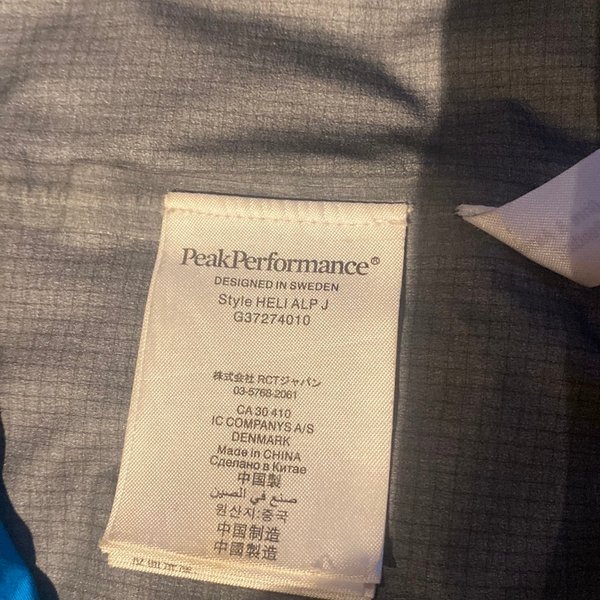 PeakPerformance®
DESIGNED IN SWEDEN
Style HELI ALP J
G37274010
株式会社 RCTジャパン
03-5768-2061
CA 30 410
IC COMPANYS A/S
DENMARK
Made in CHINA
Сделано в Китае
中国製
صنع في الصين
원산지:중국
中国制造
中國製造